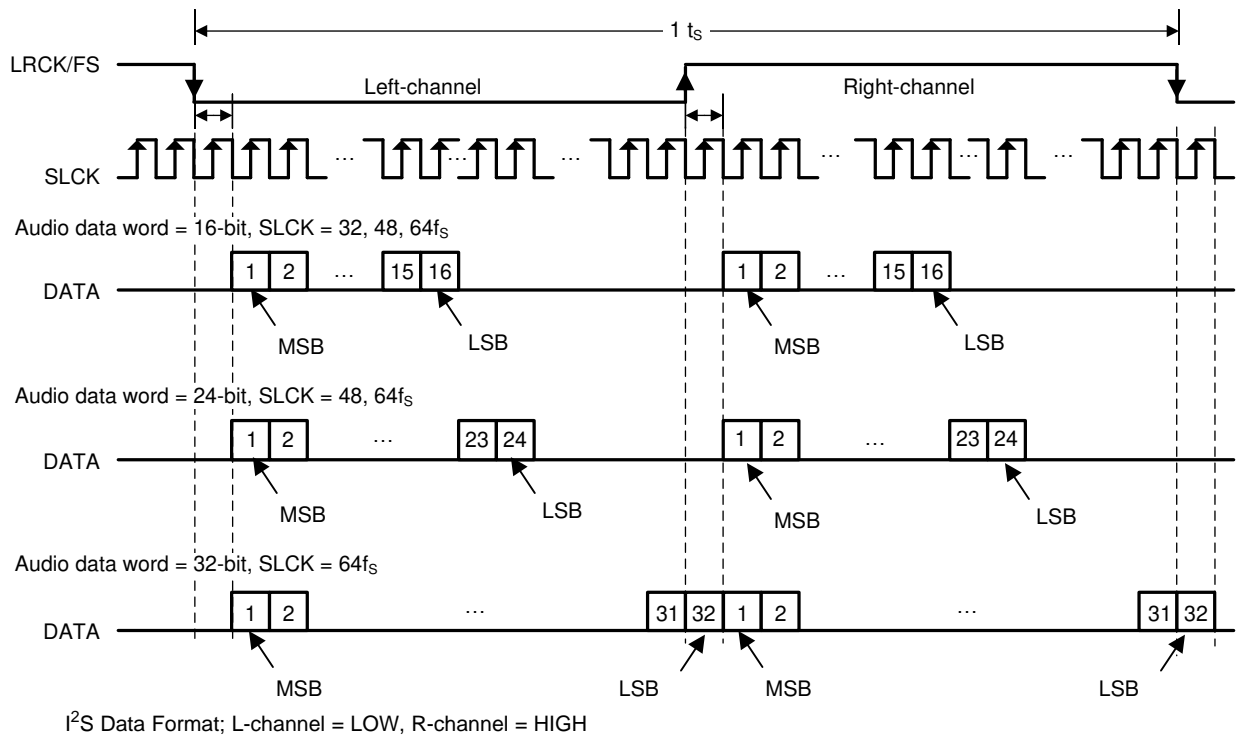 1 tS
LRCK/FS
Left-channel
Right-channel
SLCK
... ... ... ... ... ...
Audio data word = 16-bit, SLCK = 32, 48, 64fS
DATA
1 2 ... 15 16 1 2 ... 15 16
MSB LSB MSB LSB
Audio data word = 24-bit, SLCK = 48, 64fS
DATA
1 2 ... 23 24 1 2 ... 23 24
MSB LSB MSB LSB
Audio data word = 32-bit, SLCK = 64fS
DATA
1 2 ... 31 32 1 2 ... 31 32
MSB LSB MSB LSB
I²S Data Format; L-channel = LOW, R-channel = HIGH